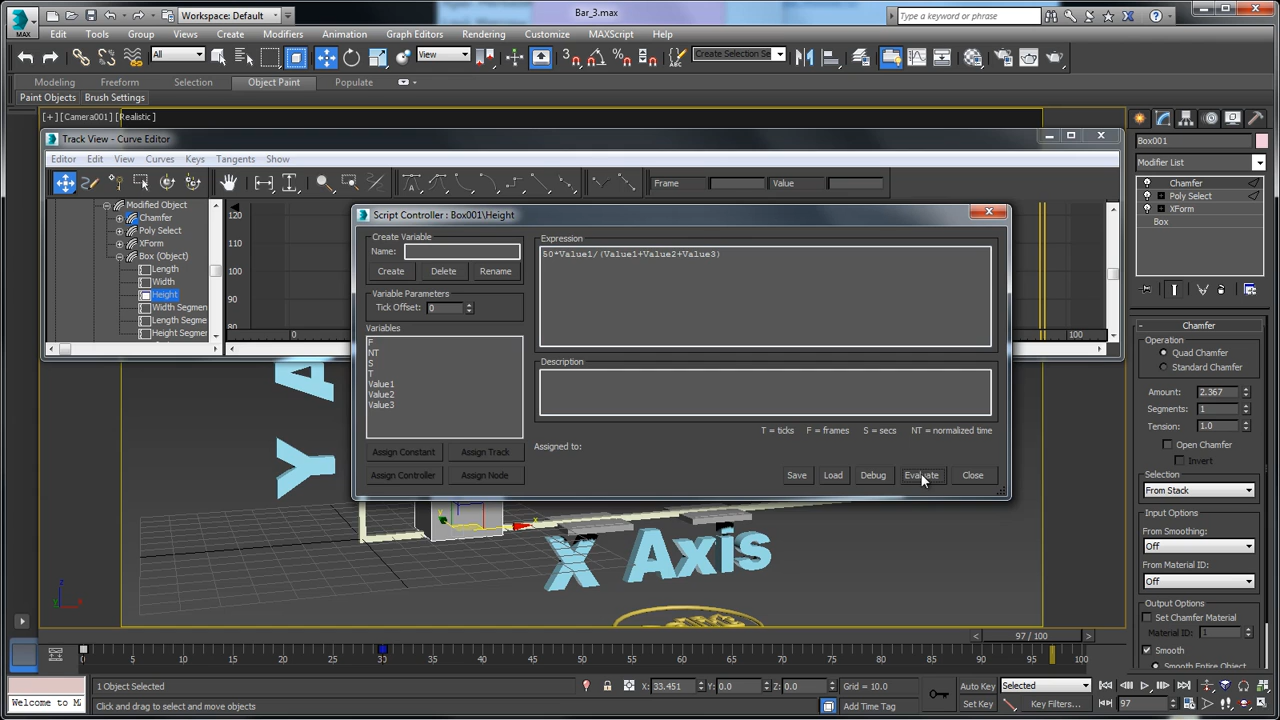 Workspace: Default
Bar_3.max
Type a keyword or phrase
MAX
Edit Tools Group Views Create Modifiers Animation Graph Editors Rendering Customize MAXScript Help
All
View
Create Selection Se
Modeling Freeform Selection Object Paint Populate
Paint Objects Brush Settings
[+] [Camera001] [Realistic]
Track View - Curve Editor
Editor Edit View Curves Keys Tangents Show
Frame Value
Modified Object
Chamfer
Poly Select
XForm
Box (Object)
Length
Width
Height
Width Segmen
Length Segme
Height Segmer
120
100
90
80
0
100
Script Controller : Box001\Height
Create Variable
Name:
Create Delete Rename
Variable Parameters
Tick Offset: 0
Variables
F
NT
S
T
Value1
Value2
Value3
Assign Constant Assign Track
Assign Controller Assign Node
Expression
50*Value1/(Value1+Value2+Value3)
Description
T = ticks F = frames S = secs NT = normalized time
Assigned to:
Save Load Debug Evaluate Close
Y A
X Axis
Box001
Modifier List
Chamfer
Poly Select
XForm
Box
- Chamfer
Operation
Quad Chamfer
Standard Chamfer
Amount: 2.367
Segments: 1
Tension: 1.0
Open Chamfer
Invert
Selection
From Stack
Input Options
From Smoothing:
Off
From Material ID:
Off
Output Options
Set Chamfer Material
Material ID: 1
Smooth
Smooth Entire Object
< 97 / 100 >
0 5 10 15 20 25 30 35 40 45 50 55 60 65 70 75 80 85 90 95 100
1 Object Selected
X: 33.451 Y: 0.0 Z: 0.0 Grid = 10.0
Auto Key Selected
Welcome to M
Click and drag to select and move objects
Add Time Tag
Set Key Key Filters... 97